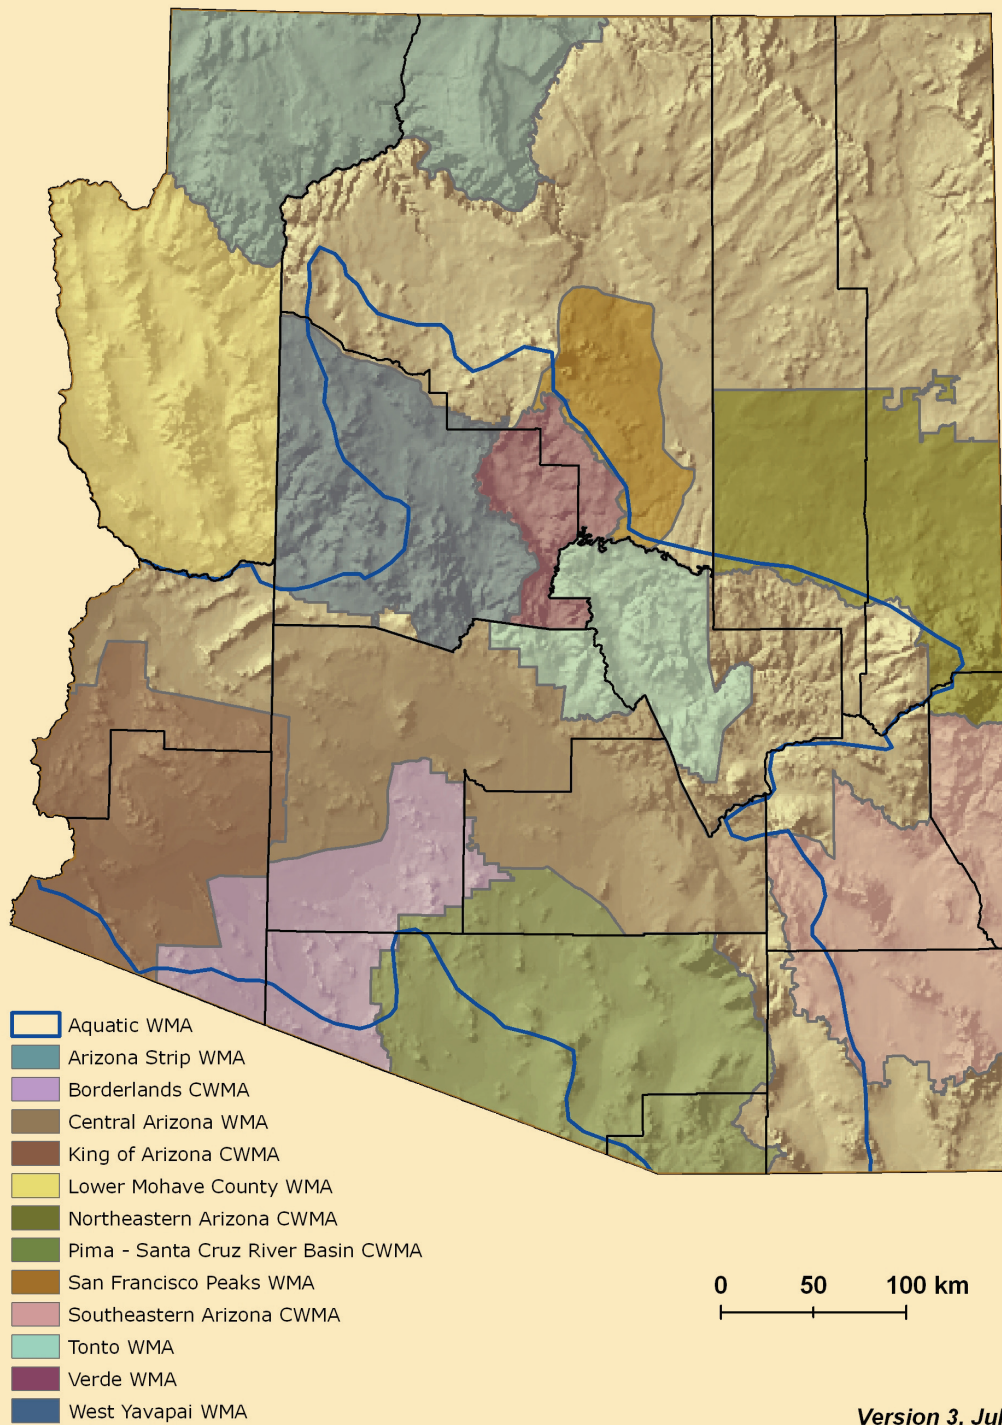 Aquatic WMA
Arizona Strip WMA
Borderlands CWMA
Central Arizona WMA
King of Arizona CWMA
Lower Mohave County WMA
Northeastern Arizona CWMA
Pima - Santa Cruz River Basin CWMA
San Francisco Peaks WMA
Southeastern Arizona CWMA
Tonto WMA
Verde WMA
West Yavapai WMA
0 50 100 km
Version 3. Jul